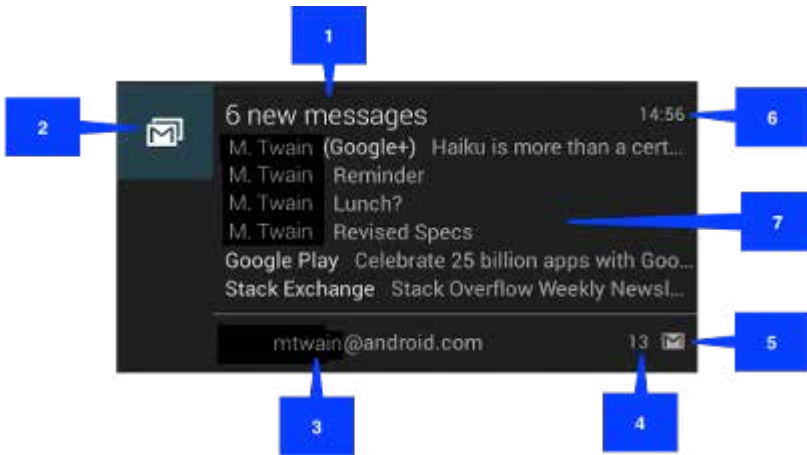 1
2
6 new messages 14:56 6
M. Twain (Google+) Haiku is more than a cert...
M. Twain Reminder
M. Twain Lunch?
M. Twain Revised Specs
7
Google Play Celebrate 25 billion apps with Goo...
Stack Exchange Stack Overflow Weekly Newsl...
mtwain@android.com 13 5
3
4